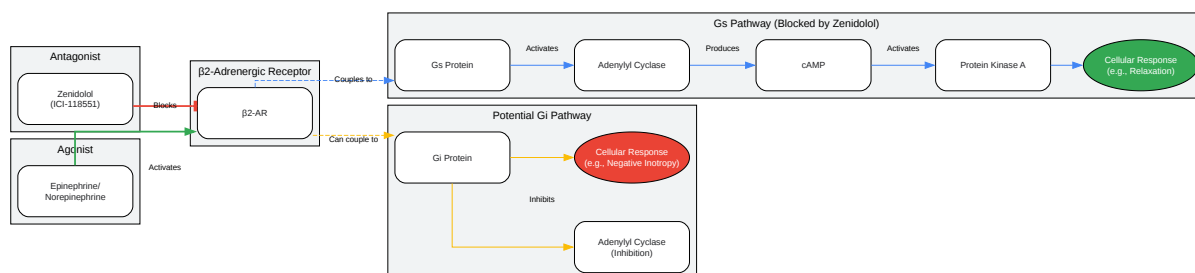 Gs Pathway (Blocked by Zenidolol)
Antagonist
Zenidolol
(ICI-118551)
Blocks
Agonist
Epinephrine/
Norepinephrine
Activates
β2-Adrenergic Receptor
β2-AR
Couples to
Can couple to
Gs Protein
Activates
Adenylyl Cyclase
Produces
cAMP
Activates
Protein Kinase A
Cellular Response
(e.g., Relaxation)
Potential Gi Pathway
Gi Protein
Cellular Response
(e.g., Negative Inotropy)
Inhibits
Adenylyl Cyclase
(Inhibition)